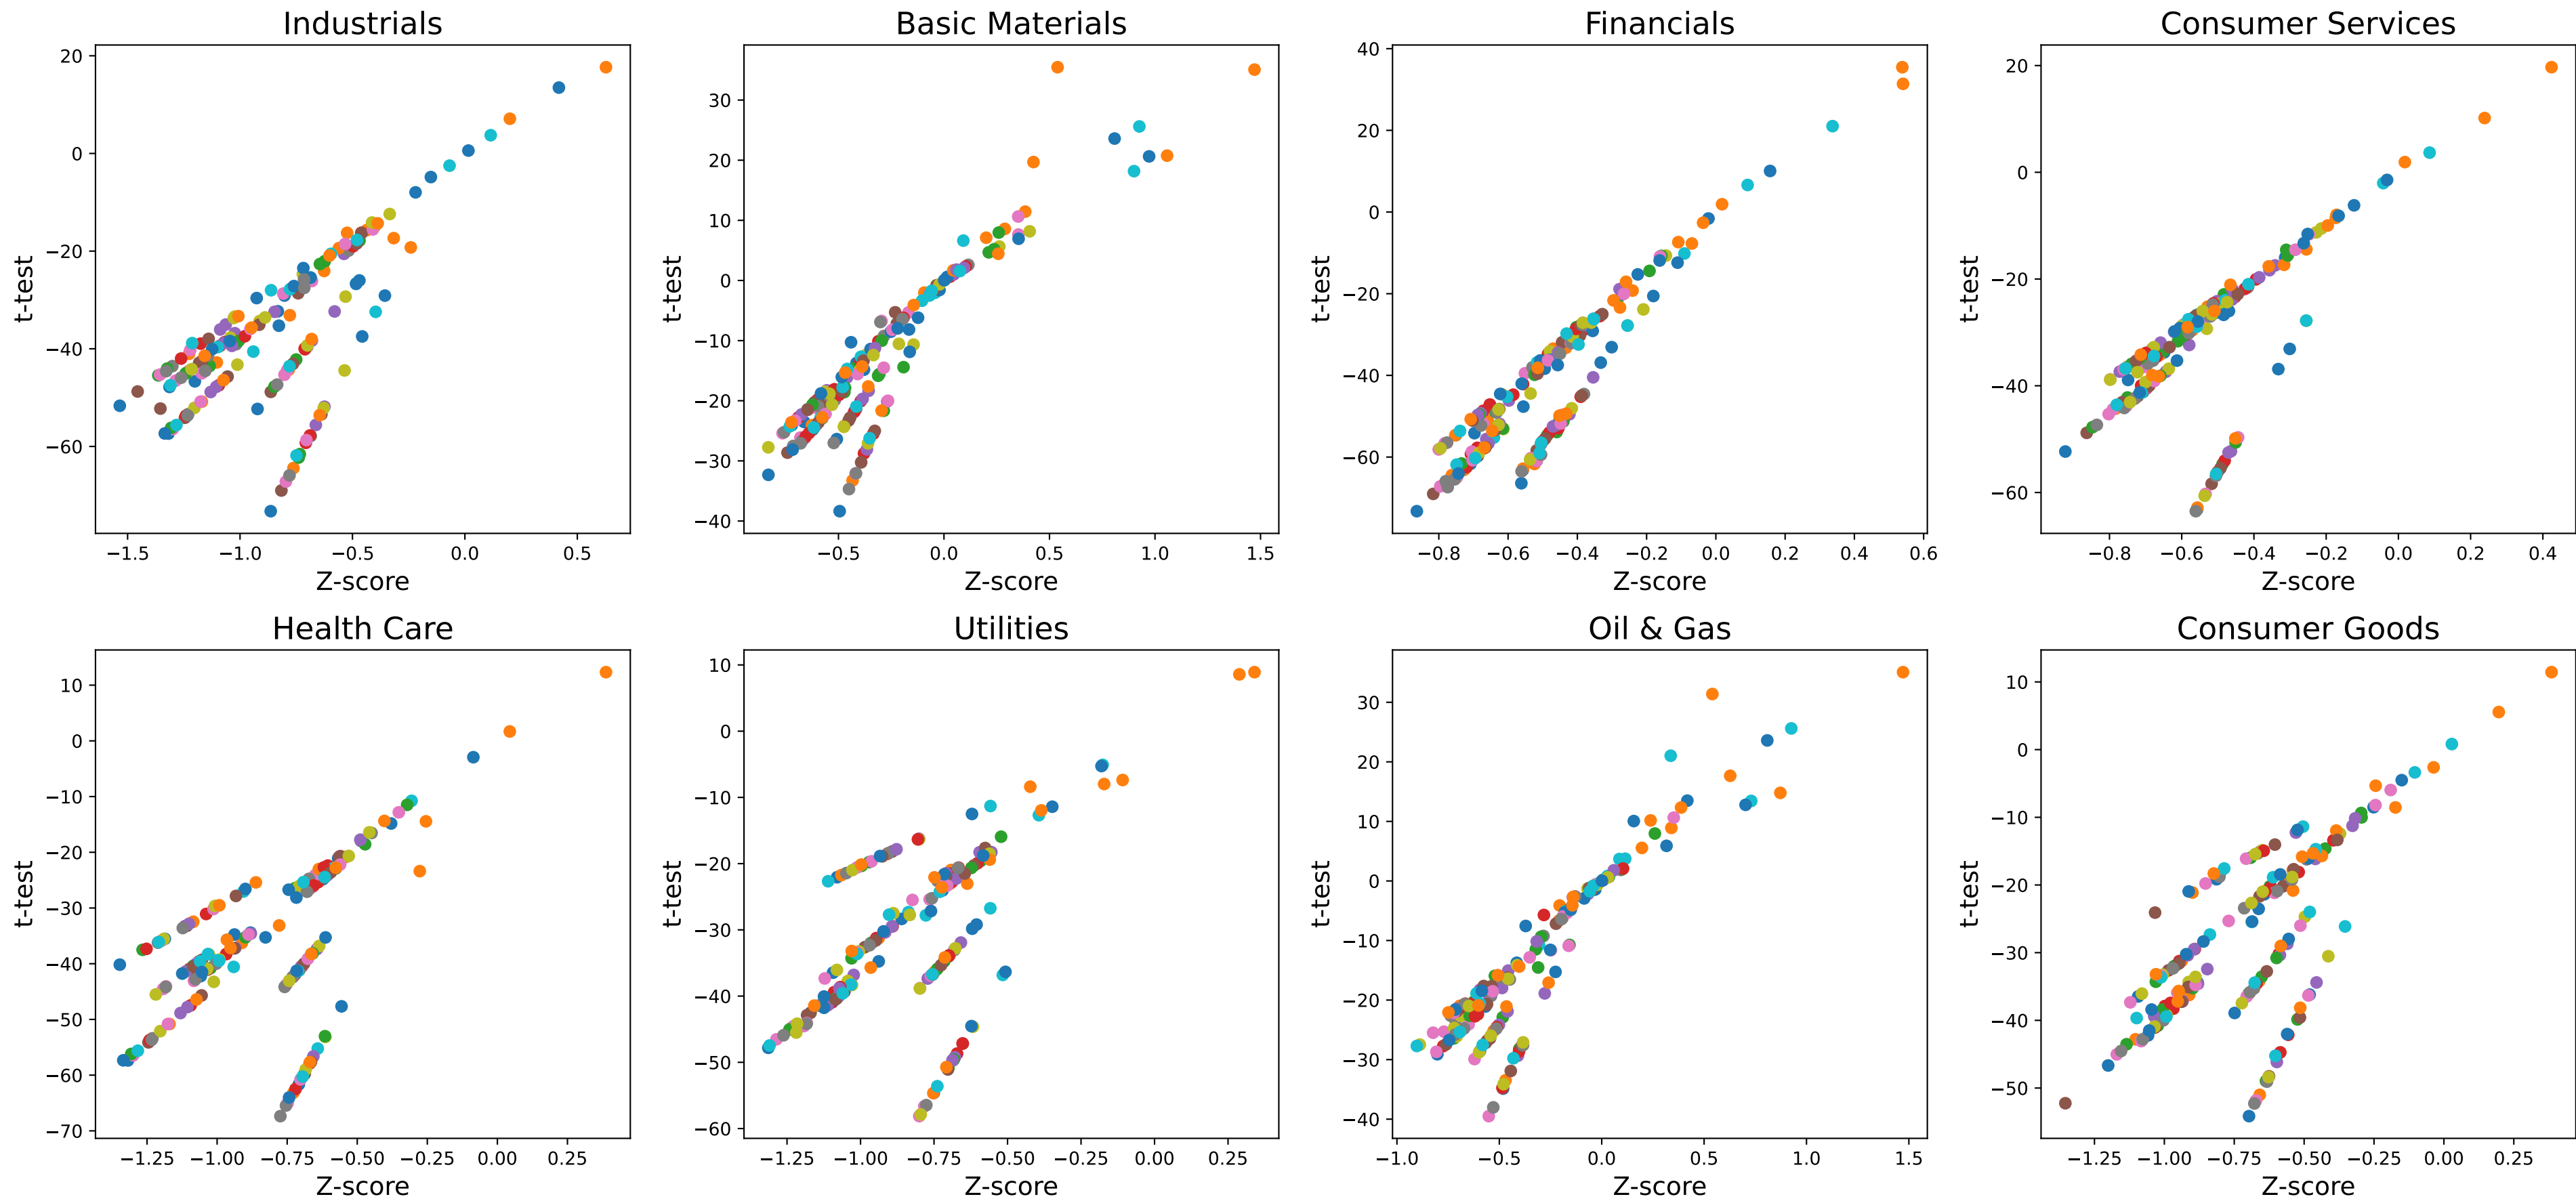 Industrials
20
0
−20
−40
−60
t-test
−1.5 −1.0 −0.5 0.0 0.5
Z-score
Basic Materials
30
20
10
0
−10
−20
−30
−40
t-test
−0.5 0.0 0.5 1.0 1.5
Z-score
Financials
40
20
0
−20
−40
−60
t-test
−0.8 −0.6 −0.4 −0.2 0.0 0.2 0.4 0.6
Z-score
Consumer Services
20
0
−20
−40
−60
t-test
−0.8 −0.6 −0.4 −0.2 0.0 0.2 0.4
Z-score
Health Care
10
0
−10
−20
−30
−40
−50
−60
−70
t-test
−1.25 −1.00 −0.75 −0.50 −0.25 0.00 0.25
Z-score
Utilities
10
0
−10
−20
−30
−40
−50
−60
t-test
−1.25 −1.00 −0.75 −0.50 −0.25 0.00 0.25
Z-score
Oil & Gas
30
20
10
0
−10
−20
−30
−40
t-test
−1.0 −0.5 0.0 0.5 1.0 1.5
Z-score
Consumer Goods
10
0
−10
−20
−30
−40
−50
t-test
−1.25 −1.00 −0.75 −0.50 −0.25 0.00 0.25
Z-score